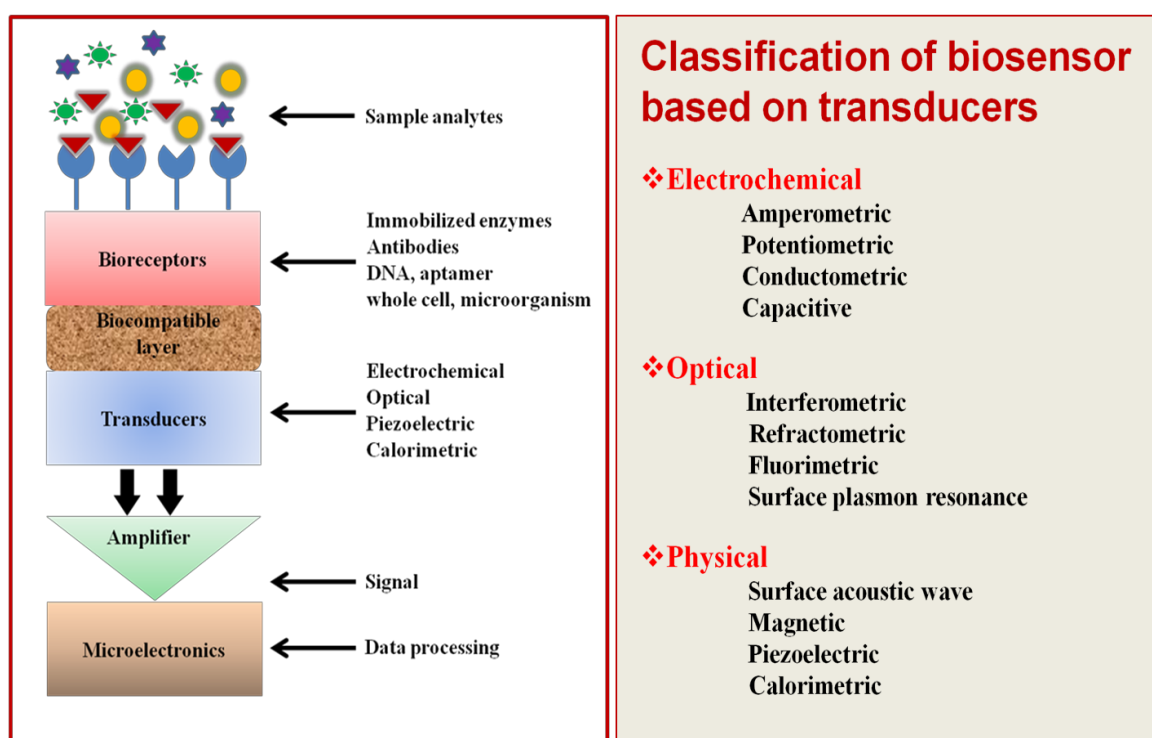 Sample analytes
Bioreceptors
Immobilized enzymes
Antibodies
DNA, aptamer
whole cell, microorganism
Biocompatible
layer
Transducers
Electrochemical
Optical
Piezoelectric
Calorimetric
Amplifier
Signal
Microelectronics
Data processing
Classification of biosensor
based on transducers
❖Electrochemical
Amperometric
Potentiometric
Conductometric
Capacitive
❖Optical
Interferometric
Refractometric
Fluorimetric
Surface plasmon resonance
❖Physical
Surface acoustic wave
Magnetic
Piezoelectric
Calorimetric